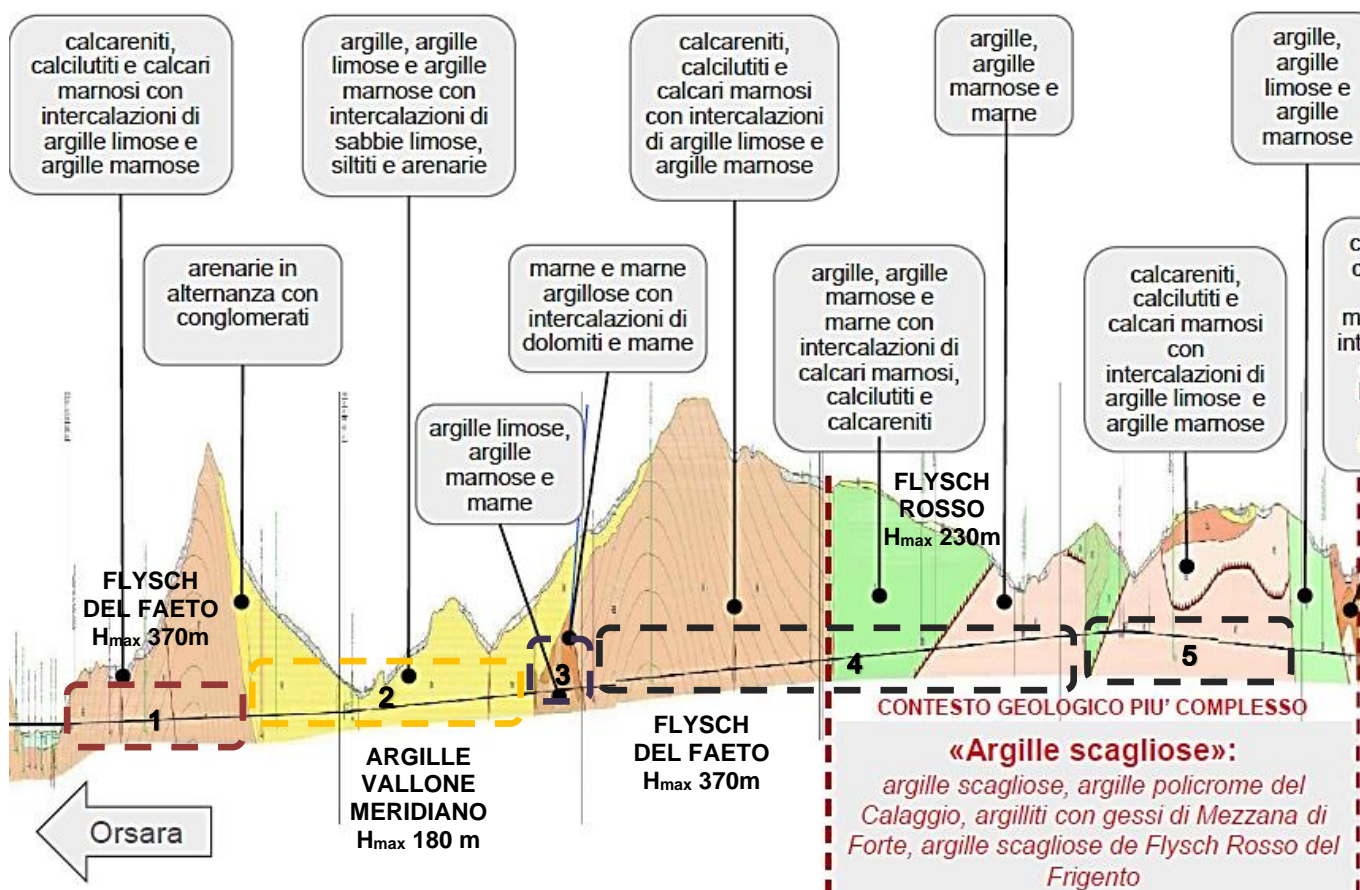 calcareniti,
calcilutiti e calcari
marnosi con
intercalazioni di
argille limose e
argille marnose
argille, argille
limose e argille
marnose con
intercalazioni di
sabbie limose,
siltiti e arenarie
calcareniti,
calcilutiti e
calcari marnosi
con intercalazioni
di argille limose e
argille marnose
argille,
argille
marnose e
marne
argille,
argille
limose e
argille
marnose
arenarie in
alternanza con
conglomerati
marne e marne
argillose con
intercalazioni di
dolomiti e marne
argille, argille
marnose e
marne con
intercalazioni di
calcari marnosi,
calcilutiti e
calcareniti
calcareniti,
calcilutiti e
calcari marnosi
con
intercalazioni di
argille limose e
argille marnose
c
c
m
int
argille limose,
argille
marnose e
marne
FLYSCH
DEL FAETO
Hmax 370m
FLYSCH
ROSSO
Hmax 230m
1
2
3
4
5
ARGILLE
VALLONE
MERIDIANO
Hmax 180 m
FLYSCH
DEL FAETO
Hmax 370m
CONTESTO GEOLOGICO PIU' COMPLESSO
«Argille scagliose»:
argille scagliose, argille policrome del
Calaggio, argilliti con gessi di Mezzana di
Forte, argille scagliose de Flysch Rosso del
Frigento
Orsara